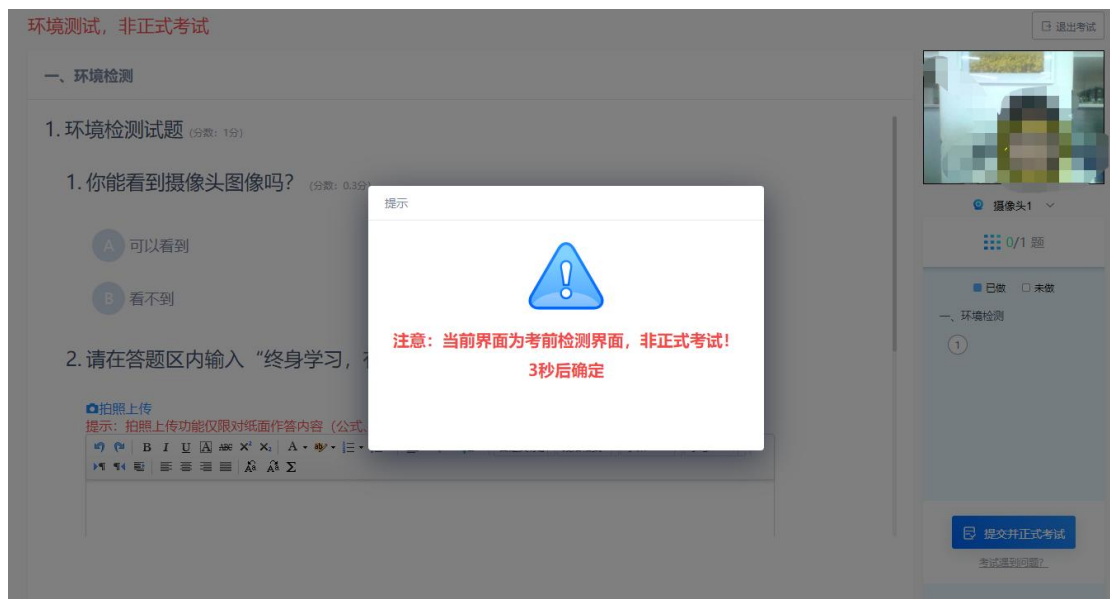 环境测试，非正式考试
退出考试
一、环境检测
1. 环境检测试题 (分数：1分)
1. 你能看到摄像头图像吗？ (分数：0.3分)
A 可以看到
B 看不到
2. 请在答题区内输入“终身学习，
拍照上传
提示：拍照上传功能仅限对纸面作答内容（公式、
提示
注意：当前界面为考前检测界面，非正式考试！
3秒后确定
摄像头1
0/1 题
已做 未做
一、环境检测
1
提交并正式考试
考试遇到问题？